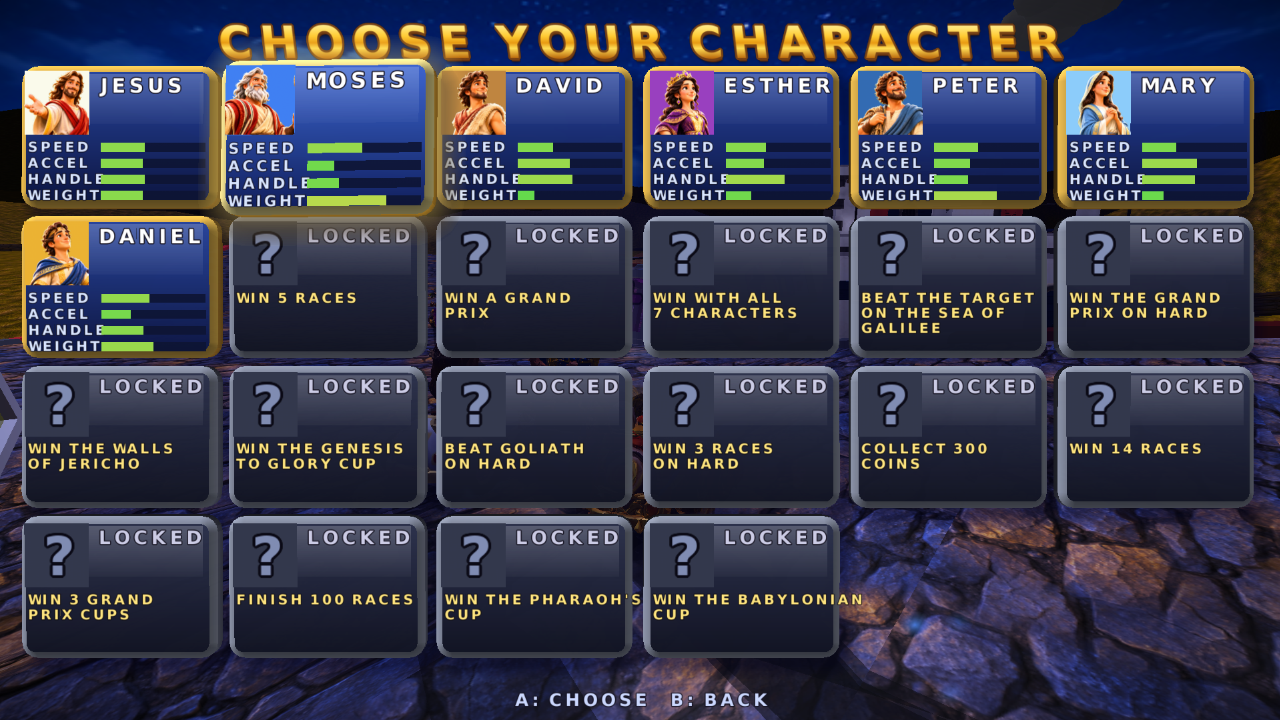 CHOOSE YOUR CHARACTER
JESUS
SPEED
ACCEL
HANDLE
WEIGHT
MOSES
SPEED
ACCEL
HANDLE
WEIGHT
DAVID
SPEED
ACCEL
HANDLE
WEIGHT
ESTHER
SPEED
ACCEL
HANDLE
WEIGHT
PETER
SPEED
ACCEL
HANDLE
WEIGHT
MARY
SPEED
ACCEL
HANDLE
WEIGHT
DANIEL
SPEED
ACCEL
HANDLE
WEIGHT
? LOCKED
WIN 5 RACES
? LOCKED
WIN A GRAND
PRIX
? LOCKED
WIN WITH ALL
7 CHARACTERS
? LOCKED
BEAT THE TARGET
ON THE SEA OF
GALILEE
? LOCKED
WIN THE GRAND
PRIX ON HARD
? LOCKED
WIN THE WALLS
OF JERICHO
? LOCKED
WIN THE GENESIS
TO GLORY CUP
? LOCKED
BEAT GOLIATH
ON HARD
? LOCKED
WIN 3 RACES
ON HARD
? LOCKED
COLLECT 300
COINS
? LOCKED
WIN 14 RACES
? LOCKED
WIN 3 GRAND
PRIX CUPS
? LOCKED
FINISH 100 RACES
? LOCKED
WIN THE PHARAOH'S
CUP
? LOCKED
WIN THE BABYLONIAN
CUP
A: CHOOSE B: BACK